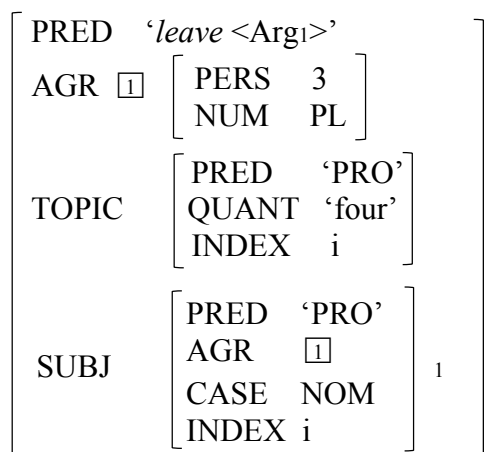 PRED ‘leave <Arg₁>’
AGR 1 PERS 3
NUM PL
PRED ‘PRO’
TOPIC QUANT ‘four’
INDEX i
PRED ‘PRO’
AGR 1
SUBJ 1
CASE NOM
INDEX i